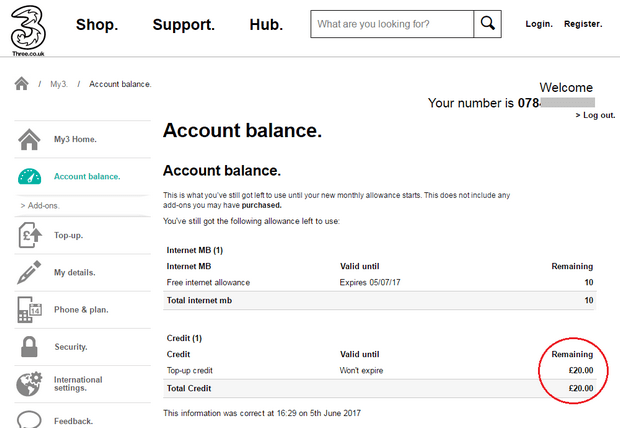 3
Three.co.uk
Shop. Support. Hub. What are you looking for? Login. Register.
/ My3. / Account balance.
Welcome
Your number is 078
> Log out.
My3 Home.
Account balance.
> Add-ons.
Top-up.
My details.
Phone & plan.
Security.
International
settings.
Feedback.
Account balance.
Account balance.
This is what you've still got left to use until your new monthly allowance starts. This does not include any
add-ons you may have purchased.
You've still got the following allowance left to use:
Internet MB (1)
Internet MB Valid until Remaining
Free internet allowance Expires 05/07/17 10
Total internet mb 10
Credit (1)
Credit Valid until Remaining
Top-up credit Won't expire £20.00
Total Credit £20.00
This information was correct at 16:29 on 5th June 2017